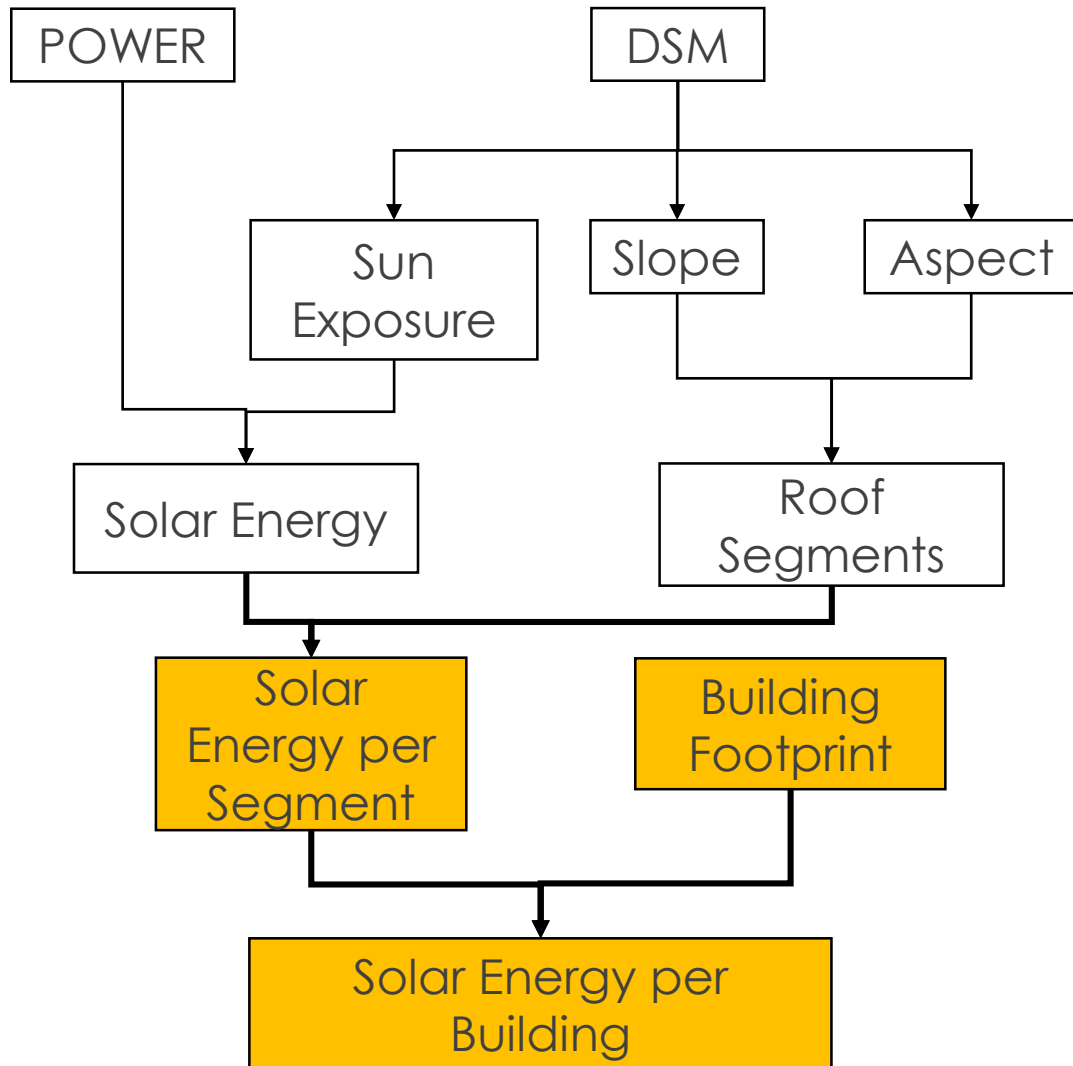 POWER
DSM
Sun
Exposure
Slope
Aspect
Solar Energy
Roof
Segments
Solar
Energy per
Segment
Building
Footprint
Solar Energy per
Building